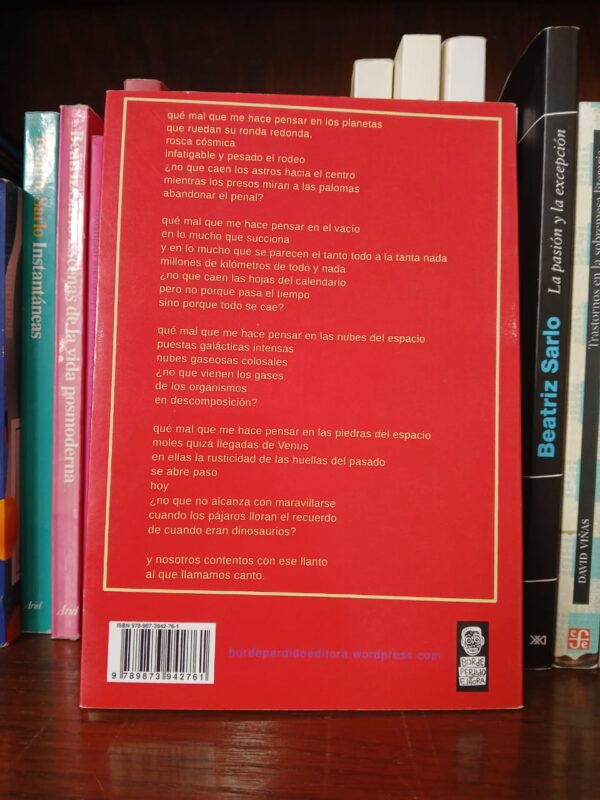 qué mal que me hace pensar en los planetas
que ruedan su ronda redonda,
rosca cósmica
infatigable y pesado el rodeo
¿no que caen los astros hacia el centro
mientras los presos miran a las palomas
abandonar el penal?
qué mal que me hace pensar en el vacío
en lo mucho que succiona
y en lo mucho que se parecen el tanto todo a la tanta nada
millones de kilómetros de todo y nada
¿no que caen las hojas del calendario
pero no porque pasa el tiempo
sino porque todo se cae?
qué mal que me hace pensar en las nubes del espacio
puestas galácticas intensas
nubes gaseosas colosales
¿no que vienen los gases
de los organismos
en descomposición?
qué mal que me hace pensar en las piedras del espacio
moles quizá llegadas de Venus
en ellas la rusticidad de las huellas del pasado
se abre paso
hoy
¿no que no alcanza con maravillarse
cuando los pájaros lloran el recuerdo
de cuando eran dinosaurios?
y nosotros contentos con ese llanto
al que llamamos canto.
ISBN 978-987-3942-76-1
9 789873 942761
bordeperdidoeditora.wordpress.com
BORDE
PERDIDO
EDITORA
Sarlo Instantáneas
Ariel
Beatriz
de la vida posmoderna
Ariel
Beatriz Sarlo La pasión y la excepción
DAVID VIÑAS
Trastornos en la sobremesa literaria